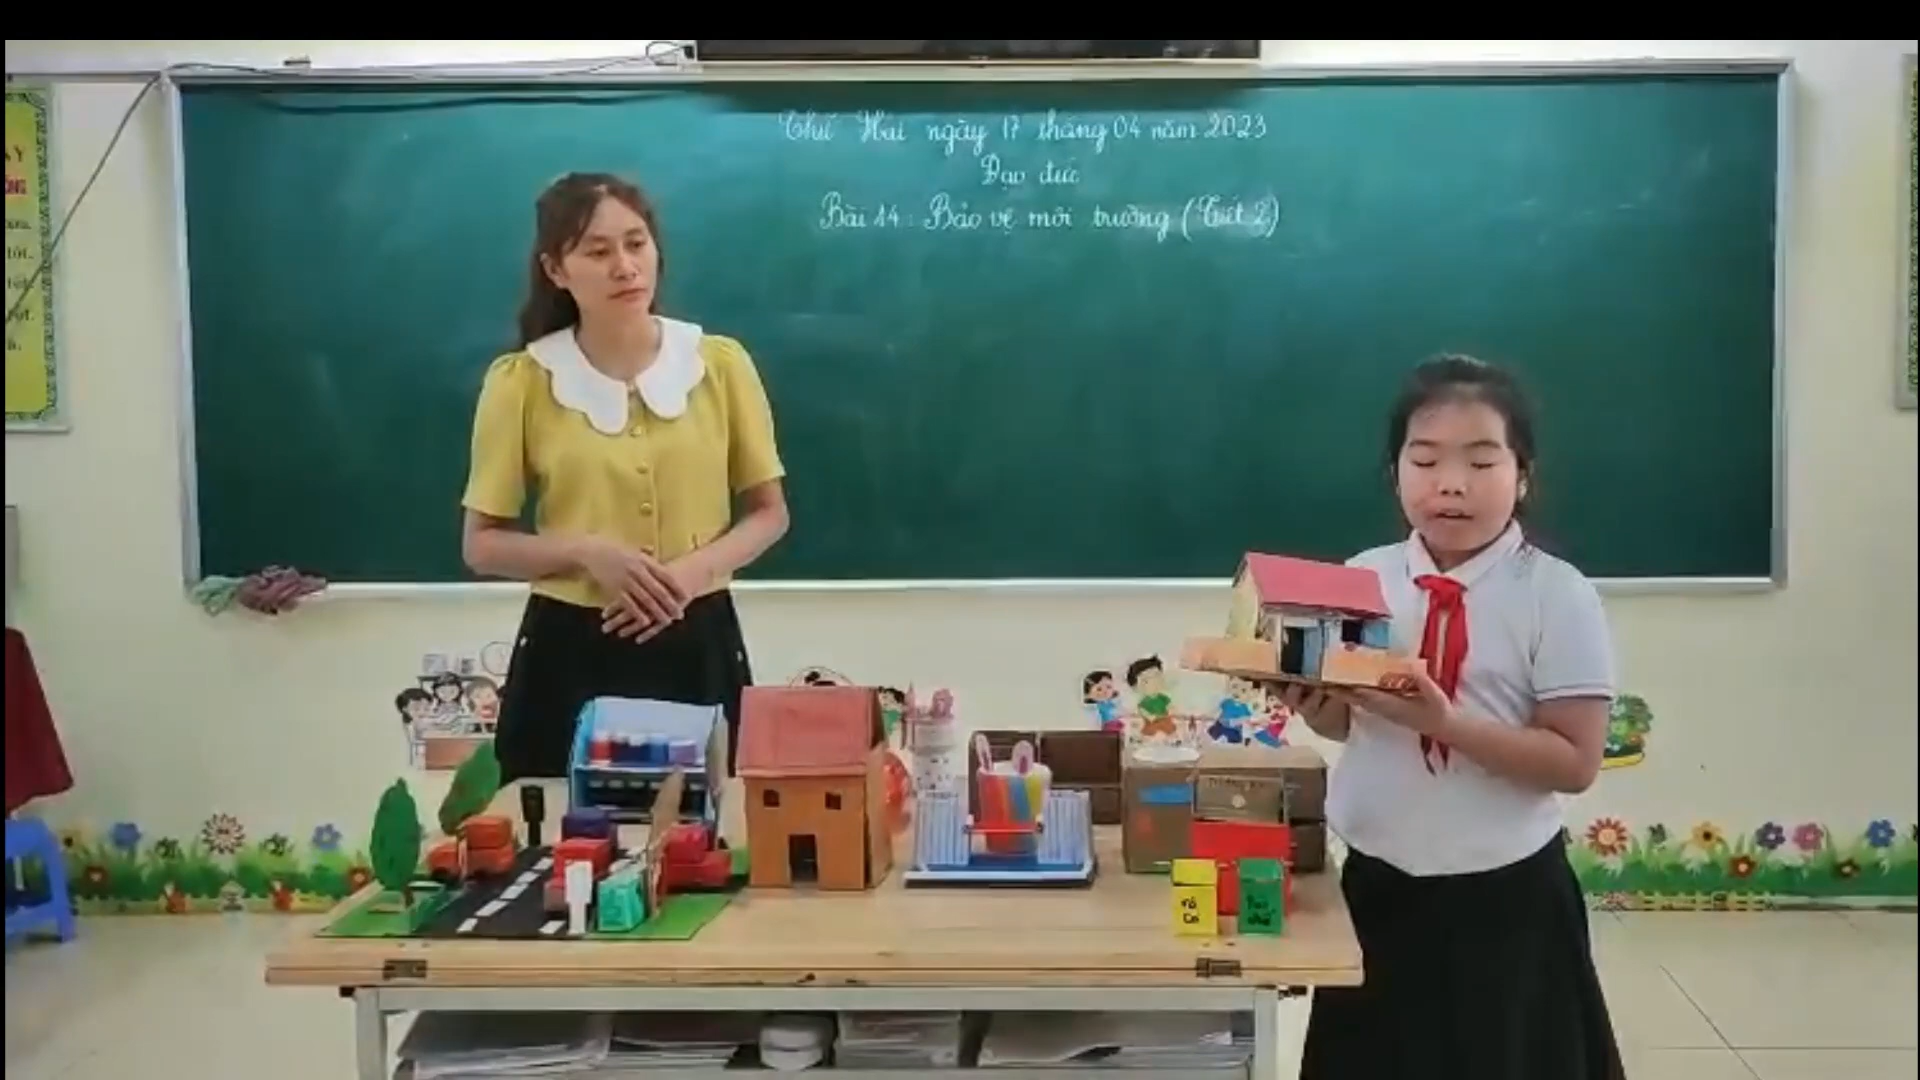 Thứ Hai ngày 17 tháng 04 năm 2023
Đạo đức
Bài 14: Bảo vệ môi trường (Tiết 2)